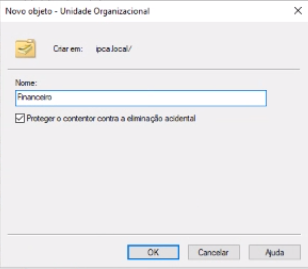 Novo objeto - Unidade Organizacional
Criar em: ipca.local/
Nome:
Financeiro
Proteger o contentor contra a eliminação acidental
OK Cancelar Ajuda